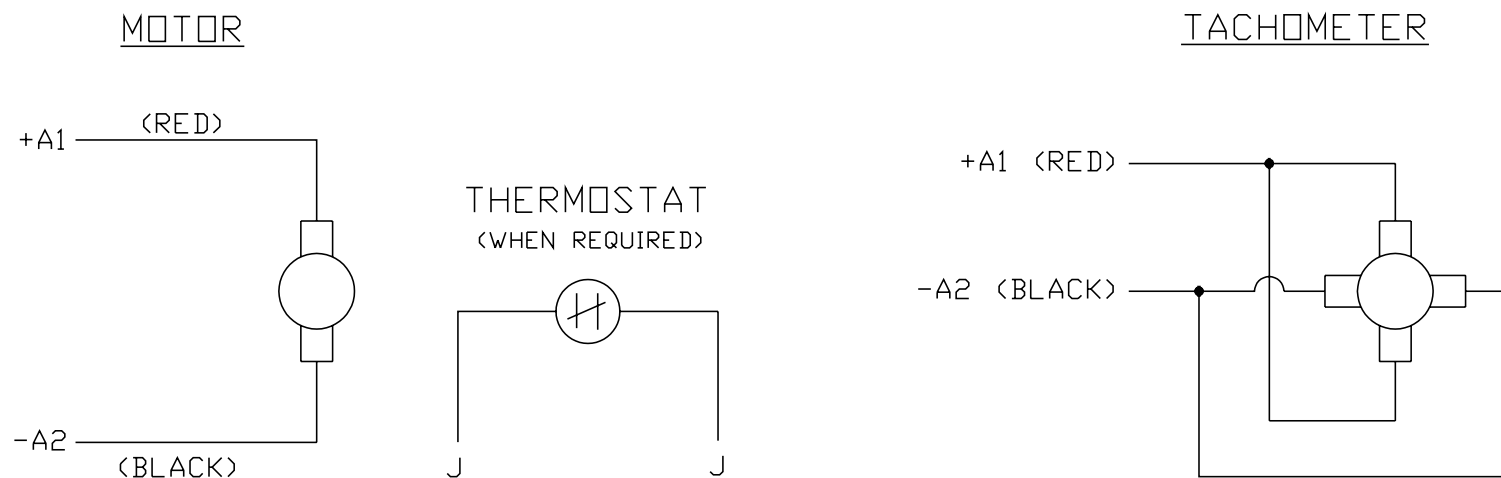 MOTOR
+A1
(RED)
-A2
(BLACK)
THERMOSTAT
(WHEN REQUIRED)
J
J
TACHOMETER
+A1 (RED)
-A2 (BLACK)